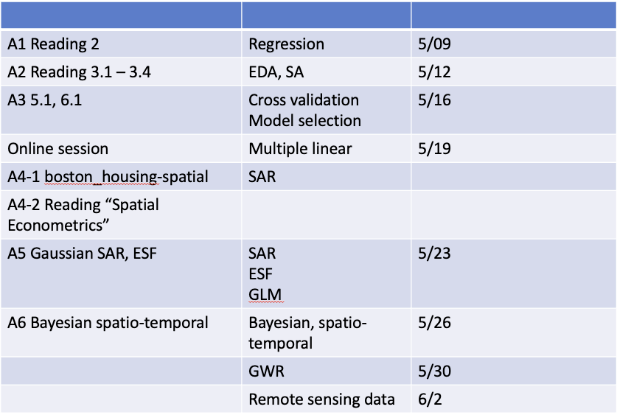 A1 Reading 2 Regression 5/09
A2 Reading 3.1 – 3.4 EDA, SA 5/12
A3 5.1, 6.1 Cross validation 5/16
Model selection
Online session Multiple linear 5/19
A4-1 boston_housing-spatial SAR
A4-2 Reading “Spatial
Econometrics”
A5 Gaussian SAR, ESF SAR 5/23
ESF
GLM
A6 Bayesian spatio-temporal Bayesian, spatio- 5/26
temporal
GWR 5/30
Remote sensing data 6/2